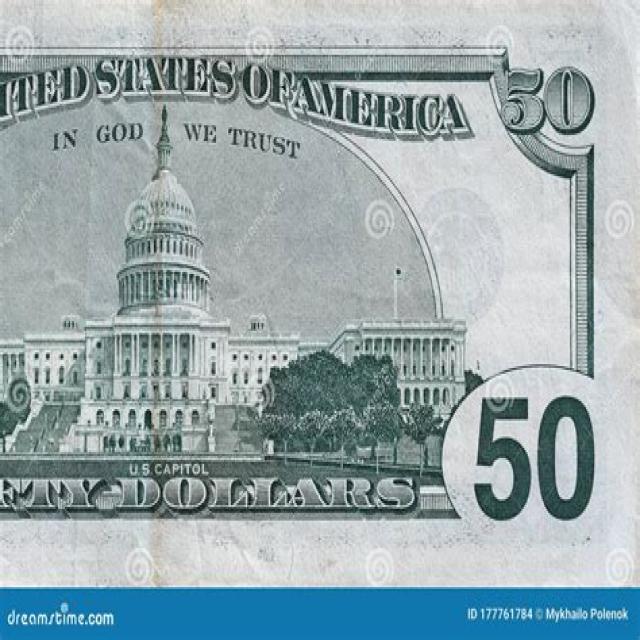 ITED STATES OF AMERICA
50
IN GOD WE TRUST
U.S. CAPITOL
FTY DOLLARS
50
dreamstime.com
ID 177761784 © Mykhailo Polenok